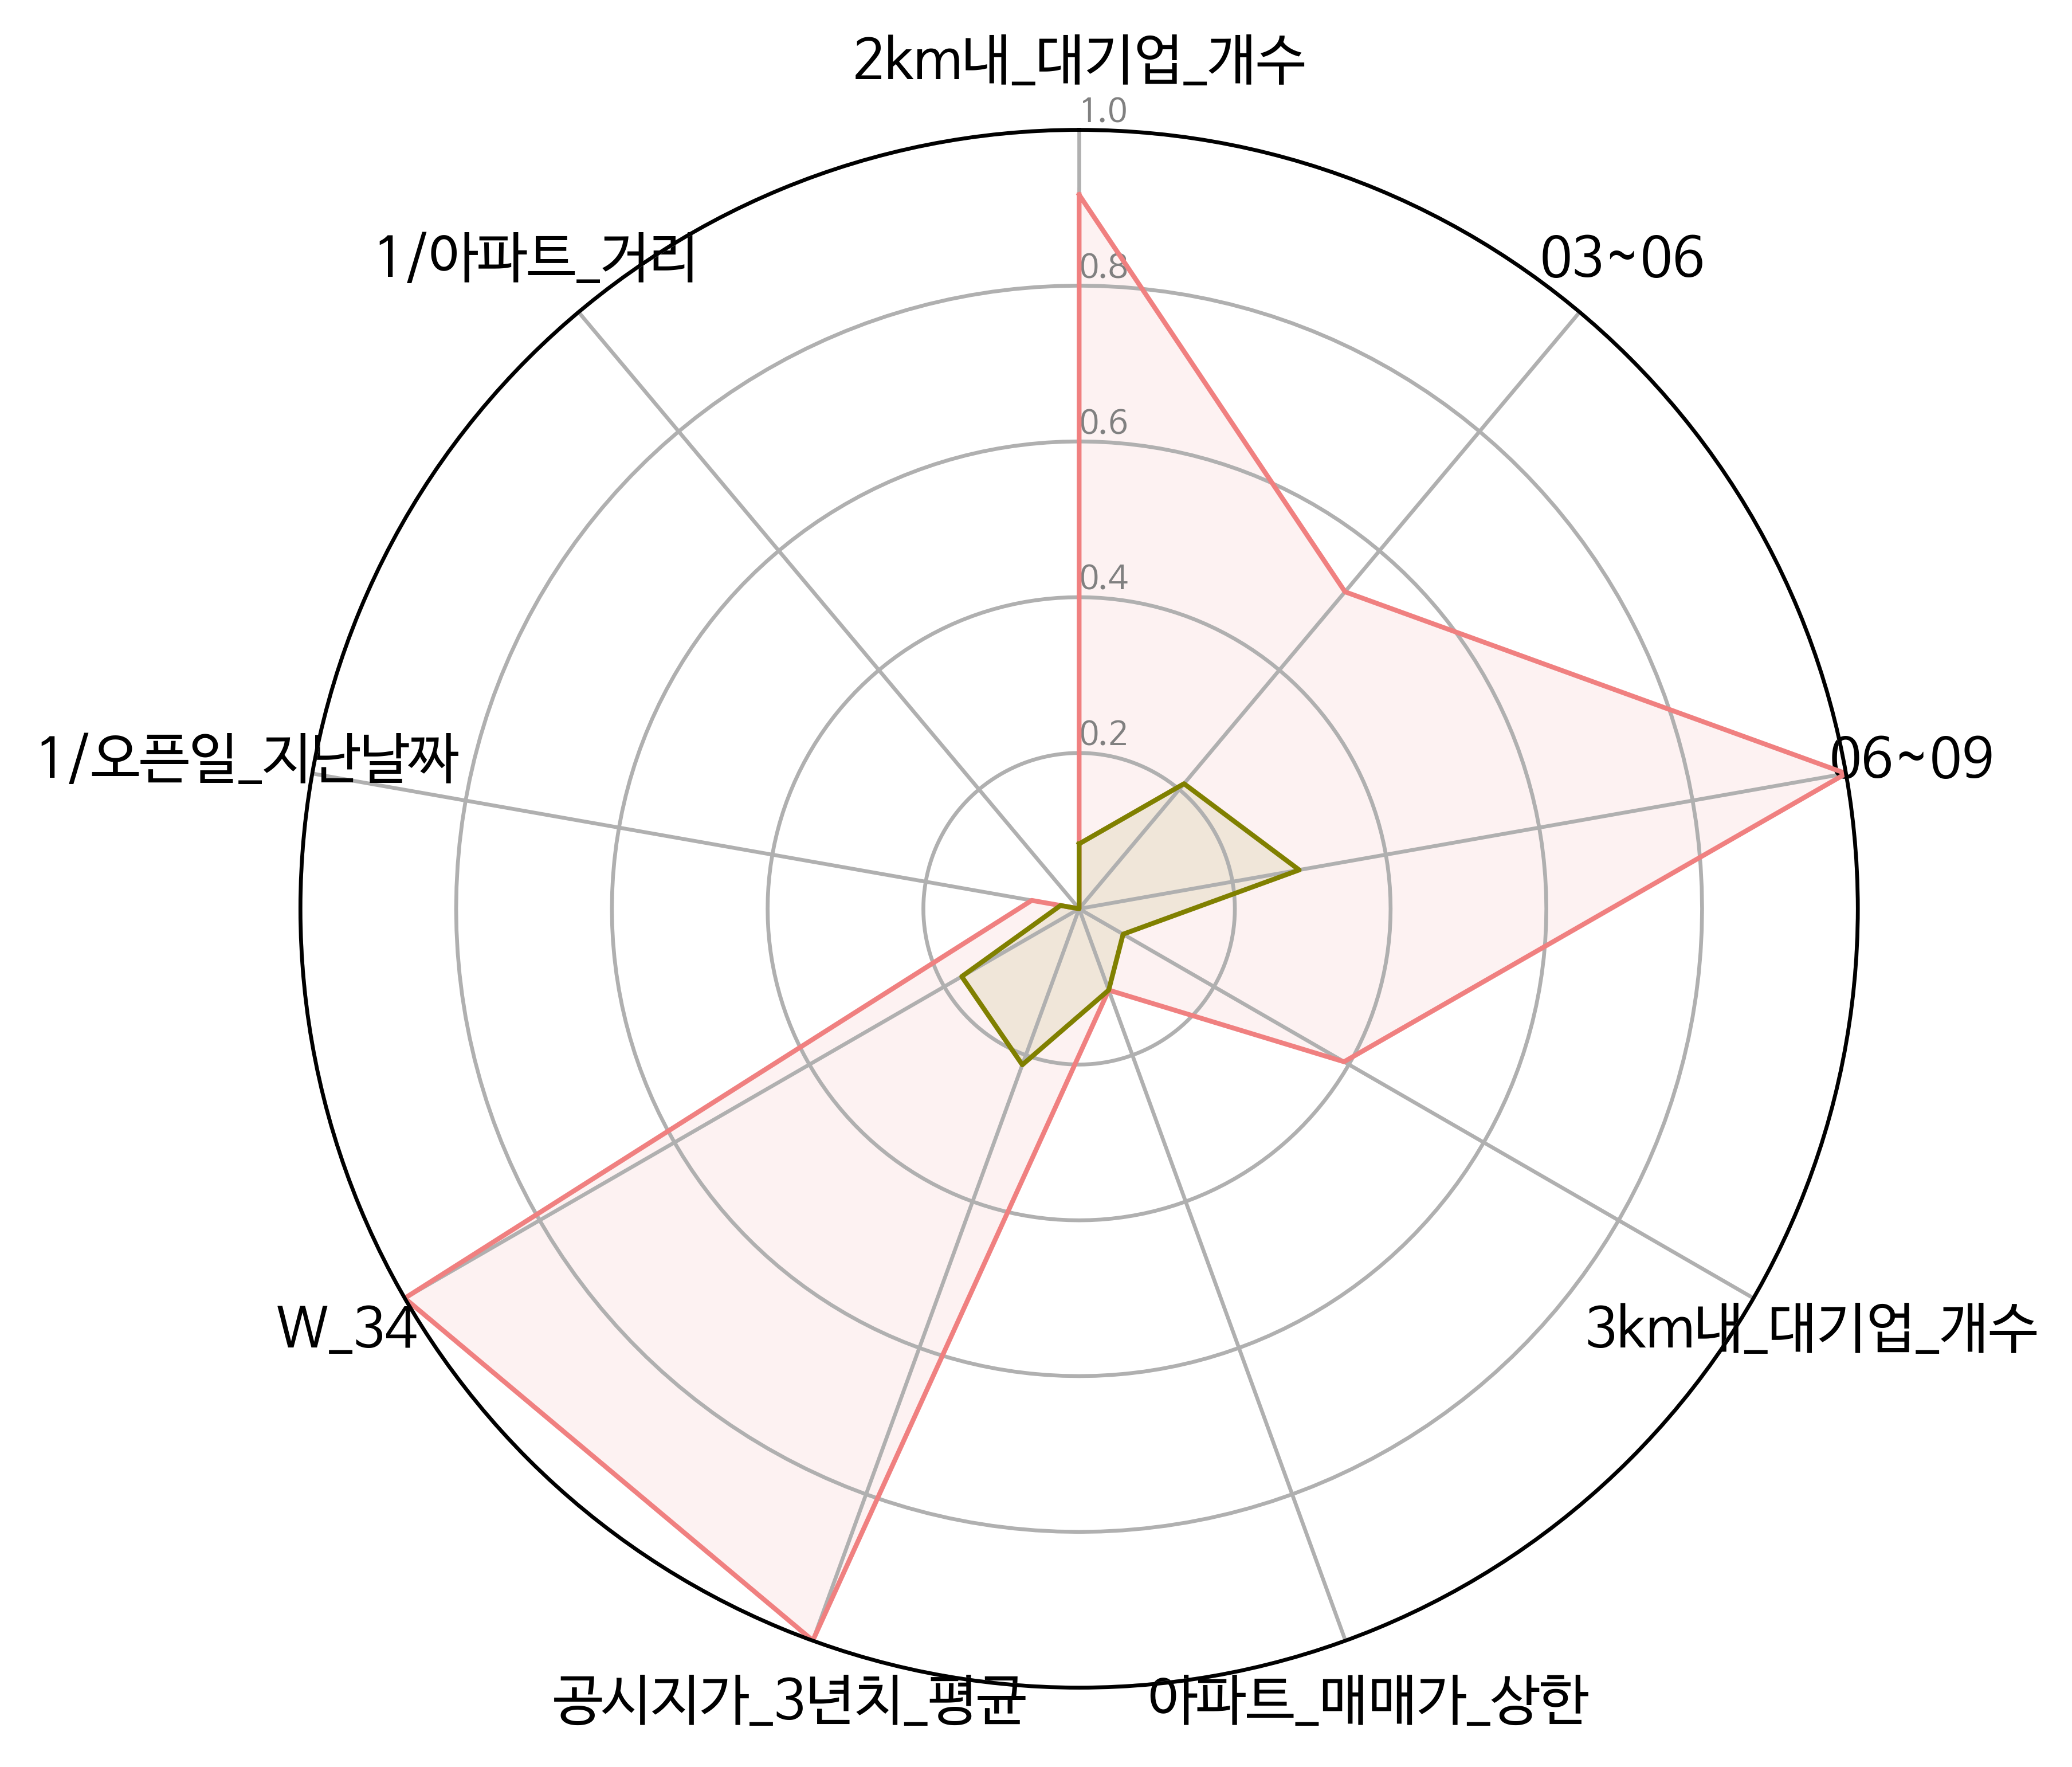 2km내_대기업_개수
1.0
1/아파트_거리
03~06
0.8
0.6
0.4
0.2
1/오픈일_지난날짜
06~09
W_34
3km내_대기업_개수
공시지가_3년치_평균
아파트_매매가_상한